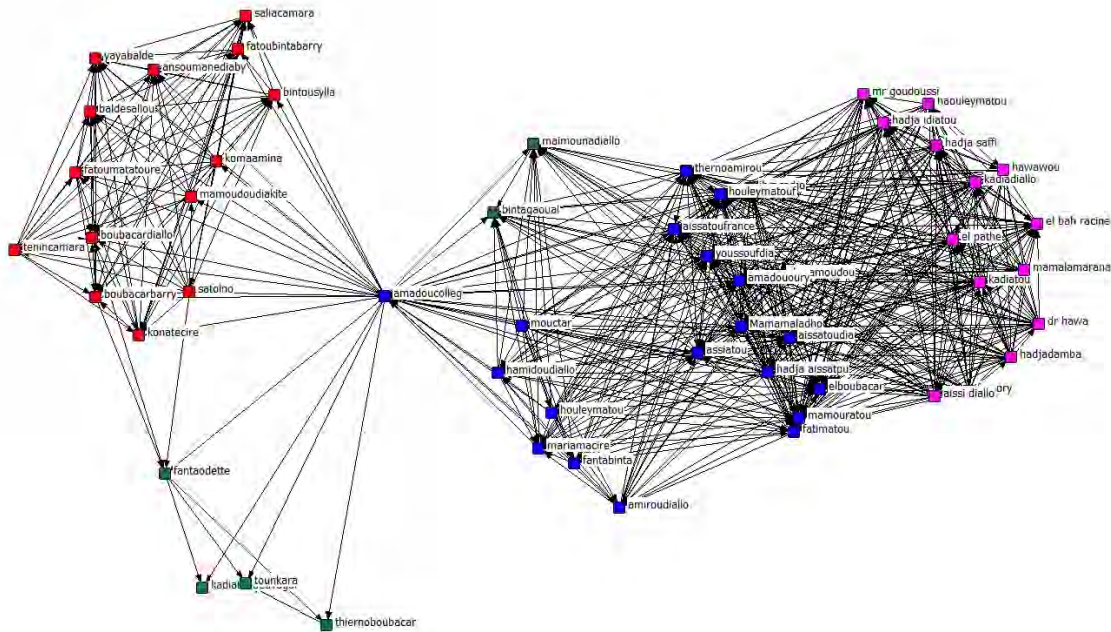 saliacamara
fatoubintabarry
yayabalde
ansoumanediaby
bintousylla
baldesaliou
komaamina
fatoumatatoure
mamoudoudiakite
boubacardiallo
tenincamara
boubacarbarry
satolno
konatecire
amadoucolleg
fantaodette
tounkara
thiernoboubacar
maimounadiallo
bintagaoual
mouctar
hamidoudiallo
houleymatou
mariamacire
fantabinta
amiroudiallo
thernoamirou
houleymatouf
aissatoufrance
youssoufdia
amadououry
amoudou
Mamamaladho
aissatoudia
assiatou
hadja aissatou
elboubacar
mamouratou
fatimatou
mr goudoussi
haouleymatou
hadja idiatou
hadja saffi
hawawou
kadiadiallo
el bah racine
el pathe
mamalamarana
kadiatou
dr hawa
hadjadamba
aissi diallo
ory